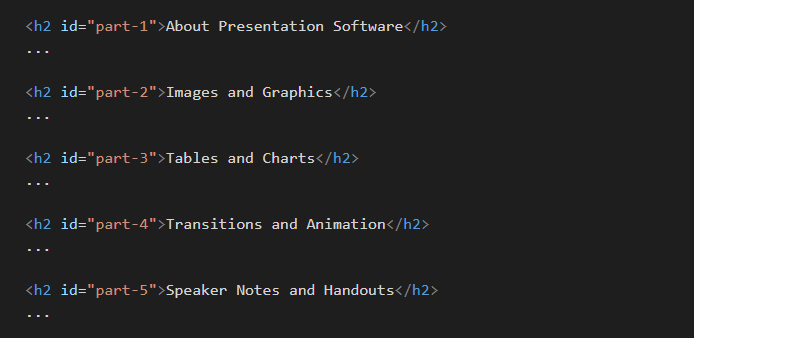 <h2 id="part-1">About Presentation Software</h2>
...
<h2 id="part-2">Images and Graphics</h2>
...
<h2 id="part-3">Tables and Charts</h2>
...
<h2 id="part-4">Transitions and Animation</h2>
...
<h2 id="part-5">Speaker Notes and Handouts</h2>
...